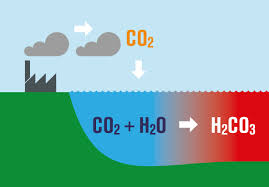 CO₂
CO₂ + H₂O → H₂CO₃